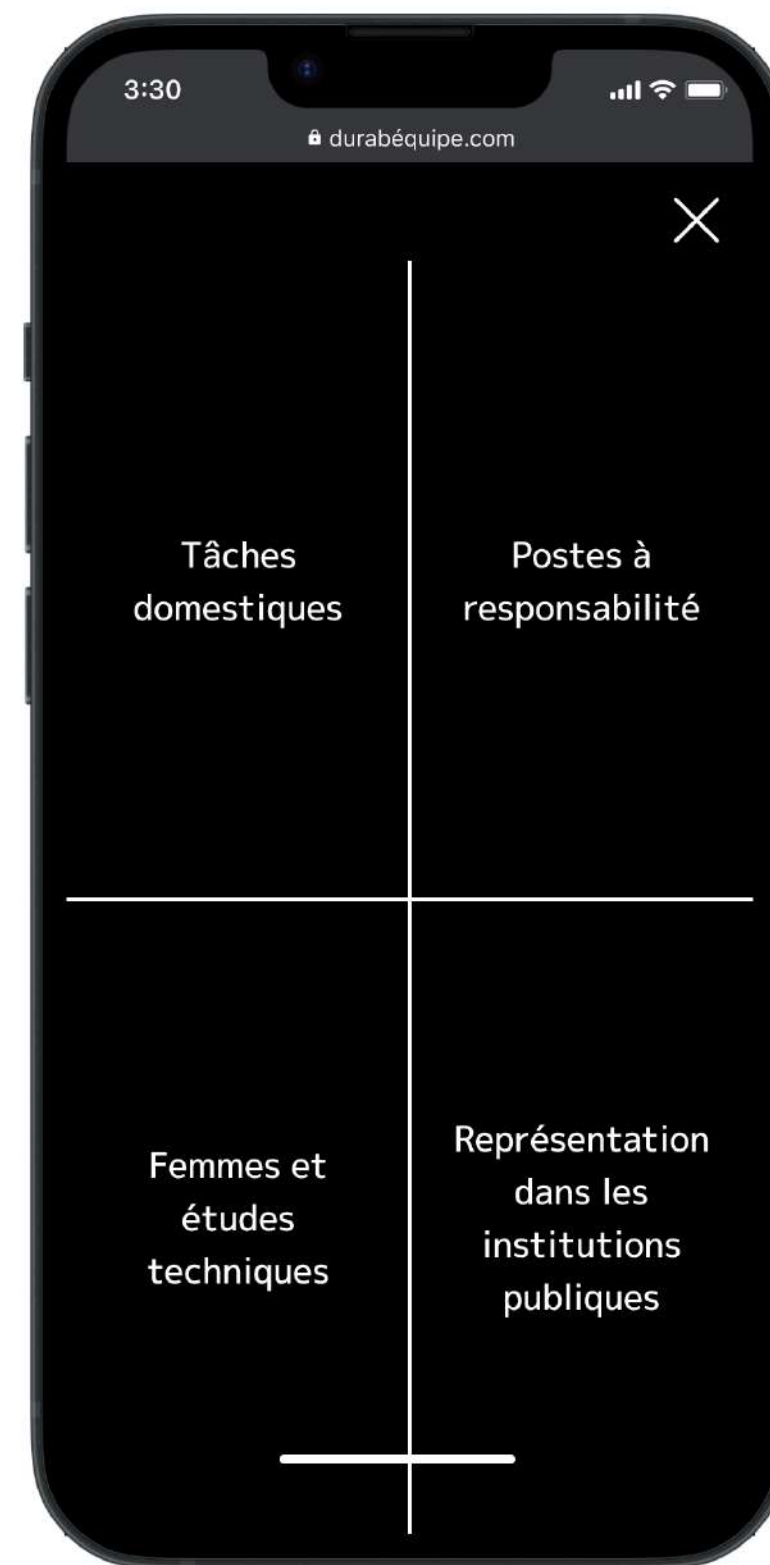 3:30
durabéquipe.com
Tâches
domestiques
Postes à
responsabilité
Femmes et
études
techniques
Représentation
dans les
institutions
publiques